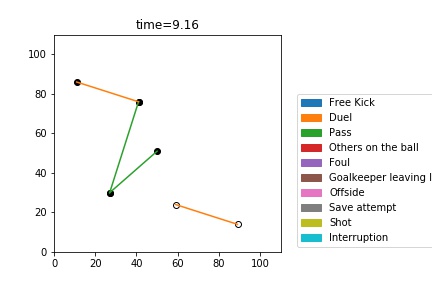 time=9.16
100
80
60
40
20
0
0 20 40 60 80 100
Free Kick
Duel
Pass
Others on the ball
Foul
Goalkeeper leaving
Offside
Save attempt
Shot
Interruption